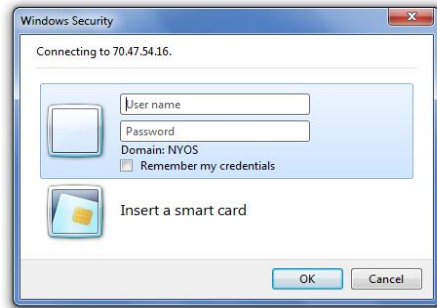 Windows Security
Connecting to 70.47.54.16.
User name
Password
Domain: NYOS
Remember my credentials
Insert a smart card
OK
Cancel